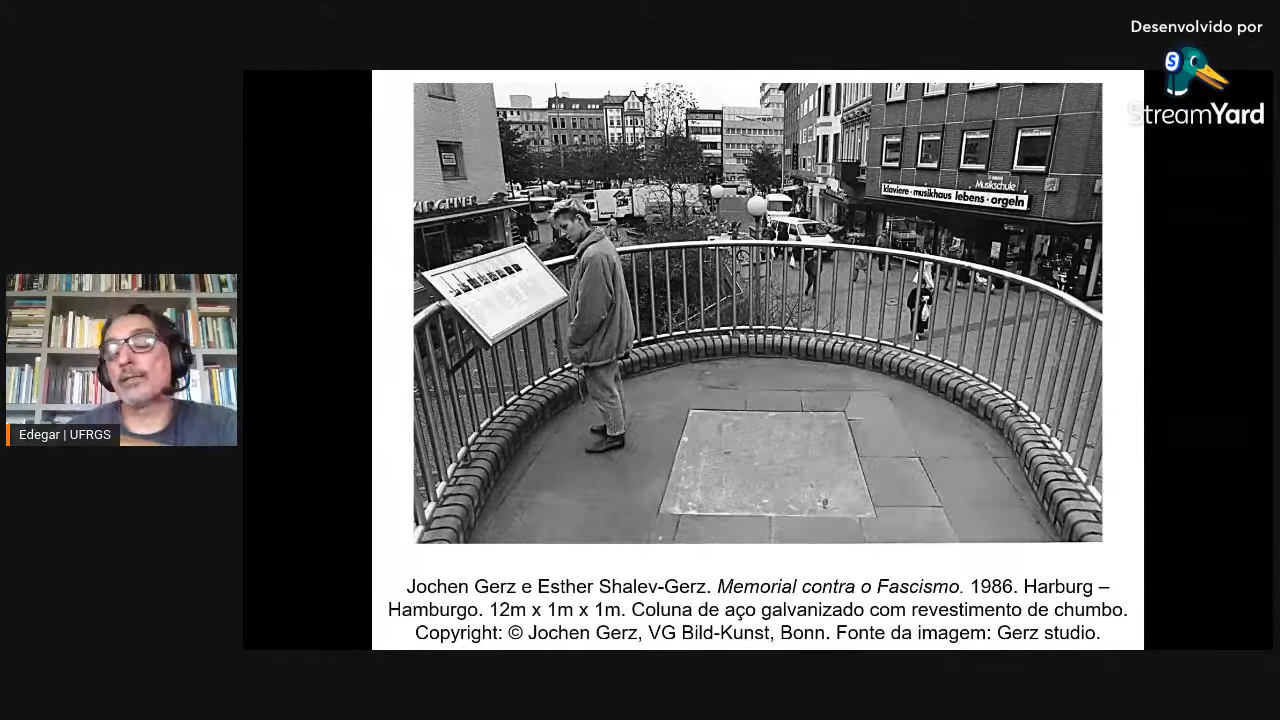 Desenvolvido por
StreamYard
Musikschule
klaviere · musikhaus lebens · orgeln
Edegar | UFRGS
Jochen Gerz e Esther Shalev-Gerz. Memorial contra o Fascismo. 1986. Harburg –
Hamburgo. 12m x 1m x 1m. Coluna de aço galvanizado com revestimento de chumbo.
Copyright: © Jochen Gerz, VG Bild-Kunst, Bonn. Fonte da imagem: Gerz studio.